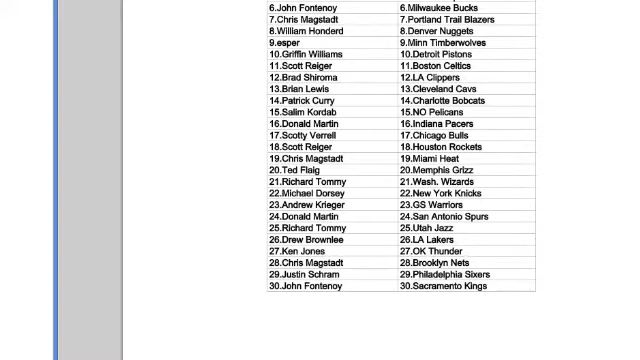 6.John Fontenoy 6.Milwaukee Bucks
7.Chris Magstadt 7.Portland Trail Blazers
8.William Honderd 8.Denver Nuggets
9.esper 9.Minn Timberwolves
10.Griffin Williams 10.Detroit Pistons
11.Scott Reiger 11.Boston Celtics
12.Brad Shiroma 12.LA Clippers
13.Brian Lewis 13.Cleveland Cavs
14.Patrick Curry 14.Charlotte Bobcats
15.Salim Kordab 15.NO Pelicans
16.Donald Martin 16.Indiana Pacers
17.Scotty Verrell 17.Chicago Bulls
18.Scott Reiger 18.Houston Rockets
19.Chris Magstadt 19.Miami Heat
20.Ted Flaig 20.Memphis Grizz
21.Richard Tommy 21.Wash. Wizards
22.Michael Dorsey 22.New York Knicks
23.Andrew Krieger 23.GS Warriors
24.Donald Martin 24.San Antonio Spurs
25.Richard Tommy 25.Utah Jazz
26.Drew Brownlee 26.LA Lakers
27.Ken Jones 27.OK Thunder
28.Chris Magstadt 28.Brooklyn Nets
29.Justin Schram 29.Philadelphia Sixers
30.John Fontenoy 30.Sacramento Kings